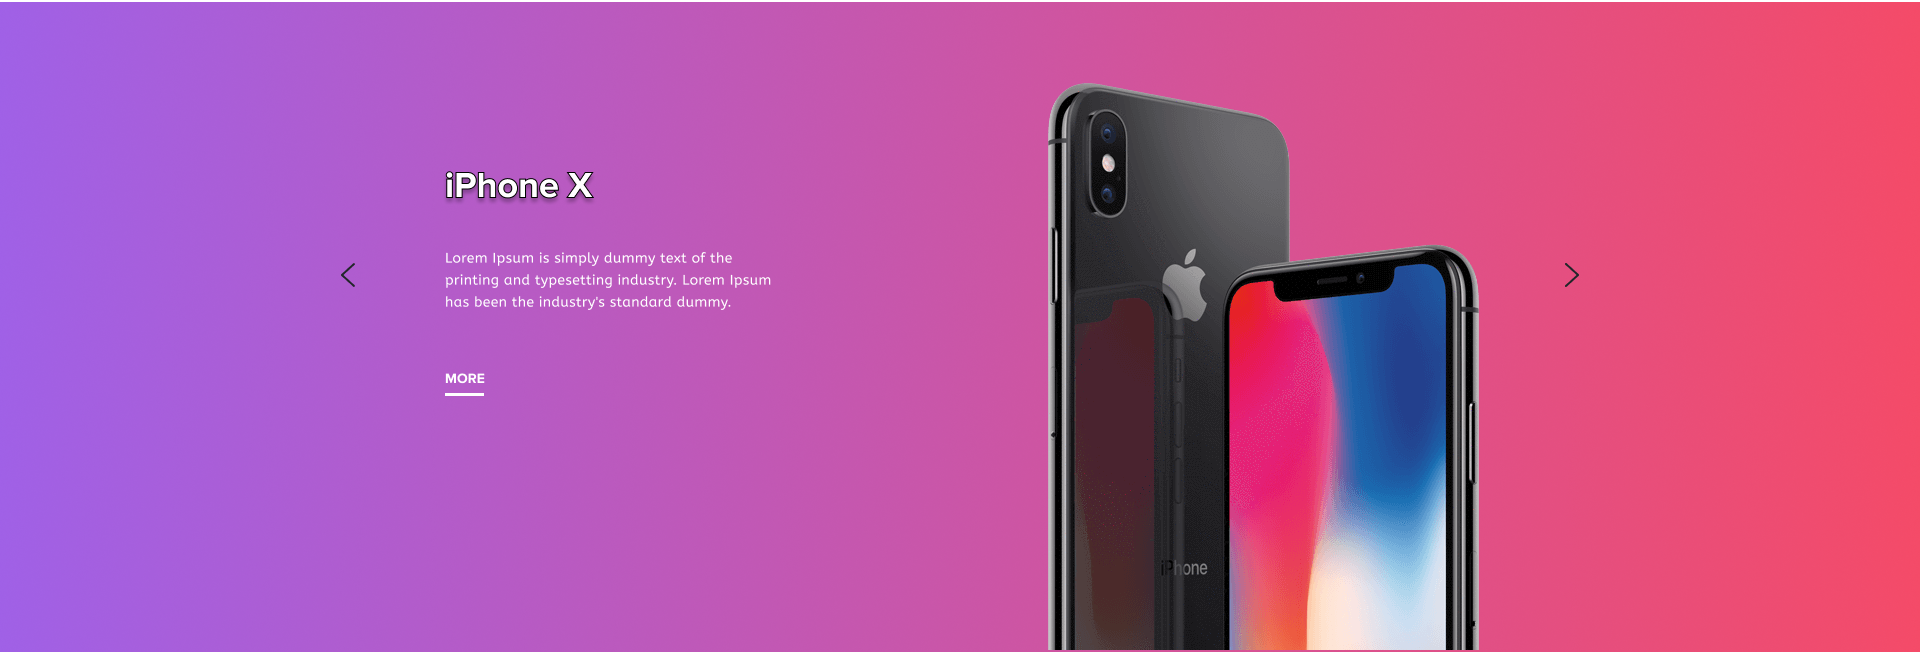 iPhone X
Lorem Ipsum is simply dummy text of the
printing and typesetting industry. Lorem Ipsum
has been the industry's standard dummy.
MORE
iPhone